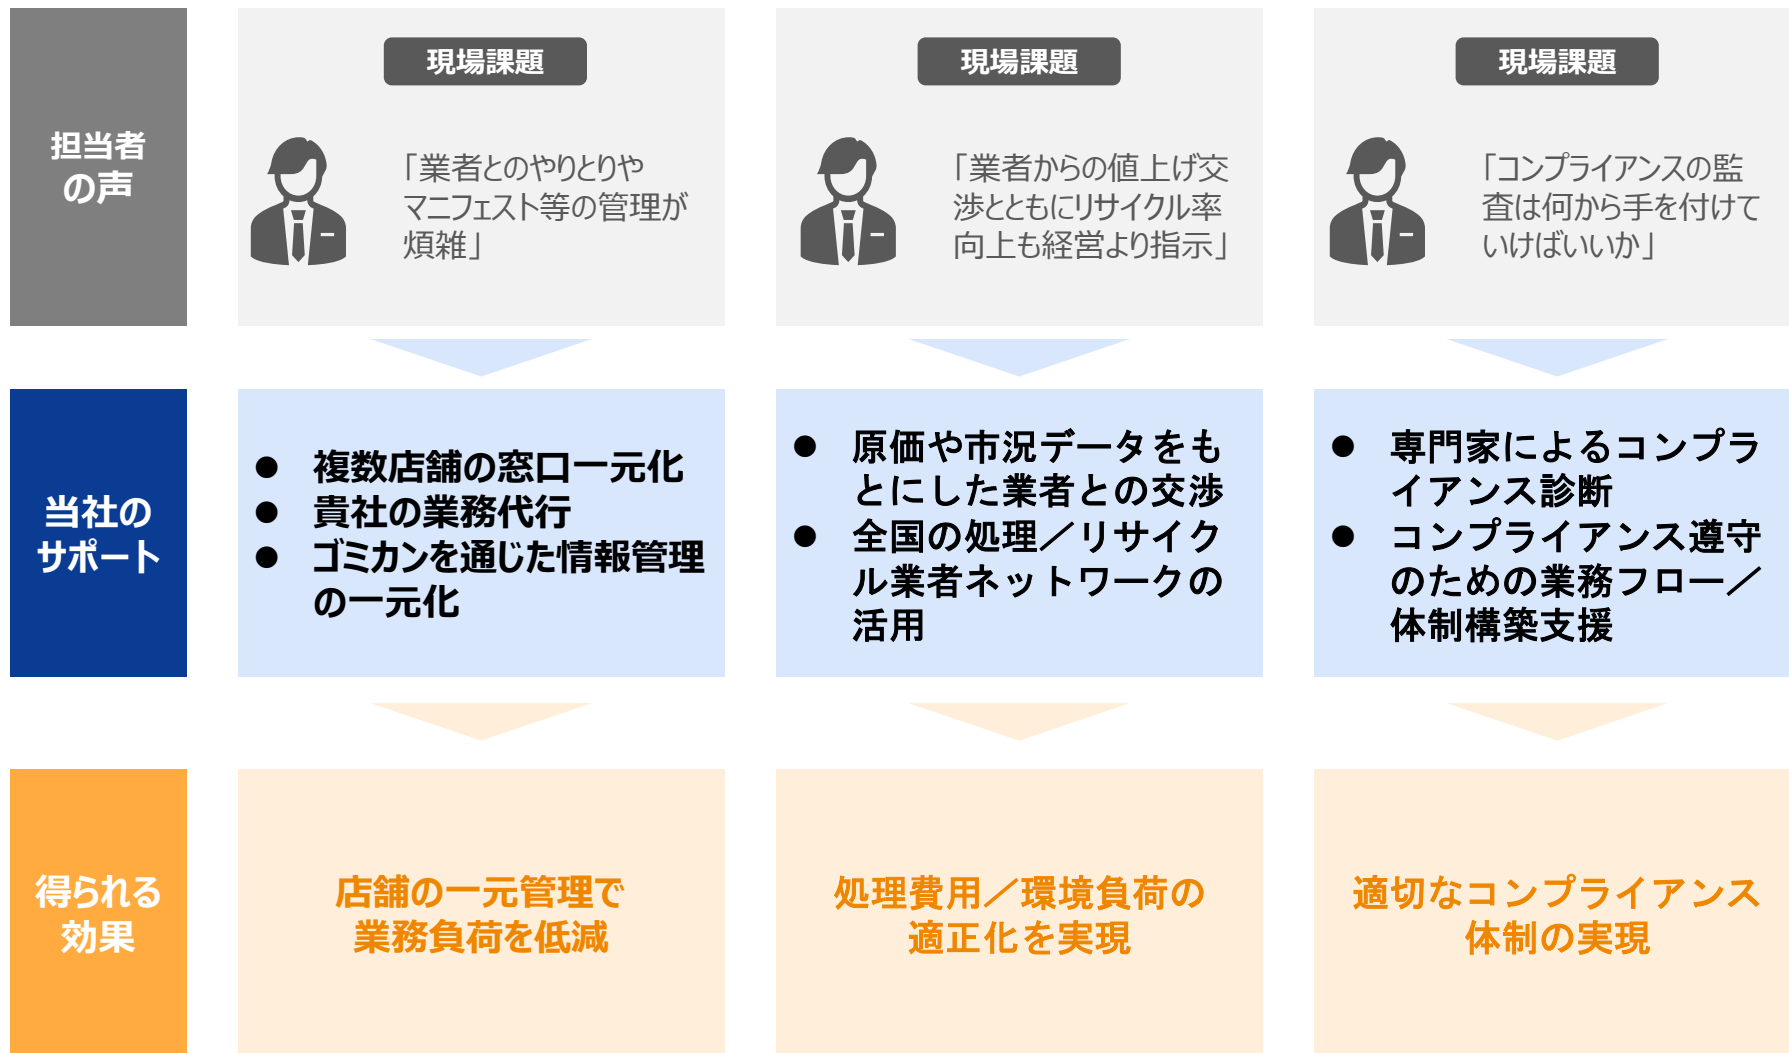 担当者
の声
現場課題
「業者とのやりとりや
マニフェスト等の管理が
煩雑」
現場課題
「業者からの値上げ交
渉とともにリサイクル率
向上も経営より指示」
現場課題
「コンプライアンスの監
査は何から手を付けて
いけばいいか」
当社の
サポート
● 複数店舗の窓口一元化
● 貴社の業務代行
● ゴミカンを通じた情報管理
の一元化
● 原価や市況データをも
とにした業者との交渉
● 全国の処理／リサイク
ル業者ネットワークの
活用
● 専門家によるコンプラ
イアンス診断
● コンプライアンス遵守
のための業務フロー／
体制構築支援
得られる
効果
店舗の一元管理で
業務負荷を低減
処理費用／環境負荷の
適正化を実現
適切なコンプライアンス
体制の実現